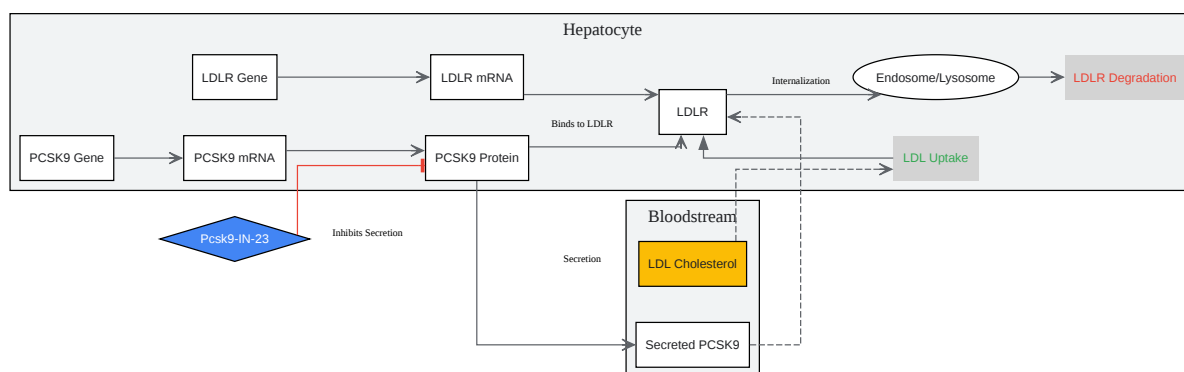 Hepatocyte
LDLR Gene
LDLR mRNA
Internalization
Endosome/Lysosome
LDLR Degradation
LDLR
Binds to LDLR
PCSK9 Gene
PCSK9 mRNA
PCSK9 Protein
LDL Uptake
Bloodstream
Pcsk9-IN-23
Inhibits Secretion
Secretion
LDL Cholesterol
Secreted PCSK9